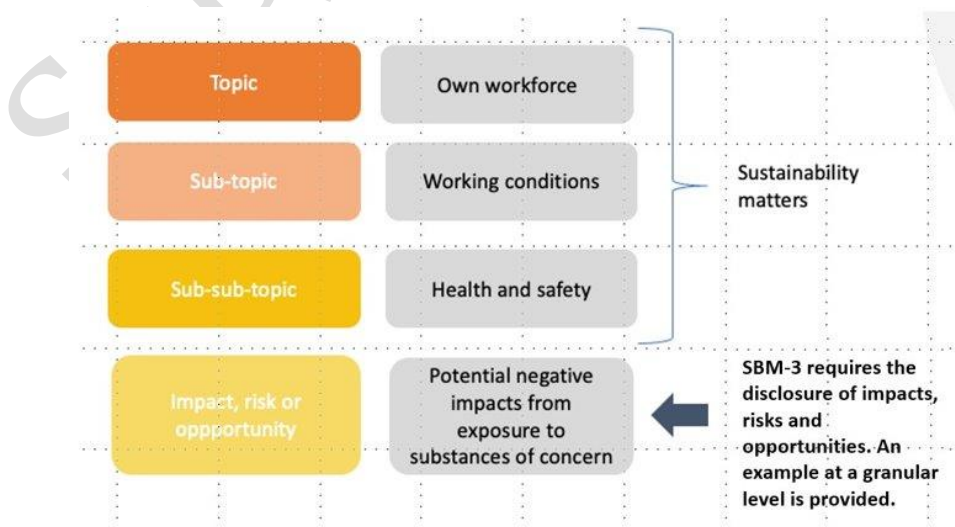 Topic
Own workforce
Sub-topic
Working conditions
Sustainability
matters
Sub-sub-topic
Health and safety
Impact, risk or
oppportunity
Potential negative
impacts from
exposure to
substances of concern
SBM-3 requires the
disclosure of impacts,
risks and
opportunities. An
example at a granular
level is provided.